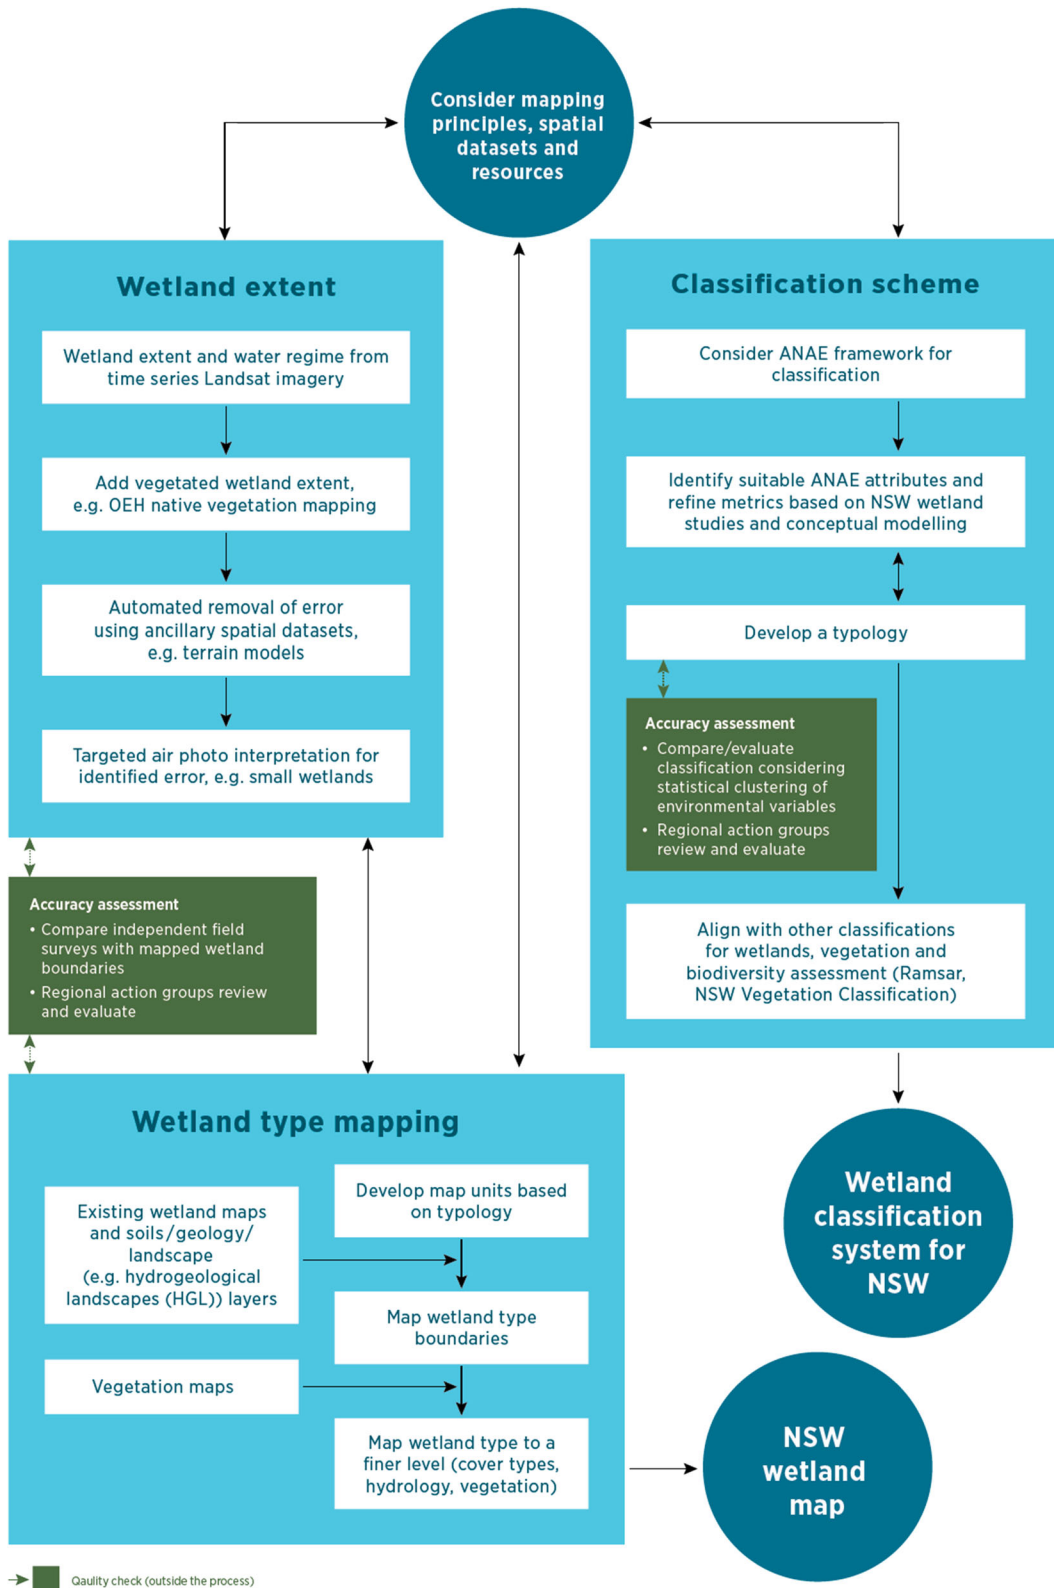 Consider mapping
principles, spatial
datasets and
resources
Wetland extent
Wetland extent and water regime from
time series Landsat imagery
Add vegetated wetland extent,
e.g. OEH native vegetation mapping
Automated removal of error
using ancillary spatial datasets,
e.g. terrain models
Targeted air photo interpretation for
identified error, e.g. small wetlands
Accuracy assessment
• Compare independent field
surveys with mapped wetland
boundaries
• Regional action groups review
and evaluate
Classification scheme
Consider ANAE framework for
classification
Identify suitable ANAE attributes and
refine metrics based on NSW wetland
studies and conceptual modelling
Develop a typology
Accuracy assessment
• Compare/evaluate
classification considering
statistical clustering of
environmental variables
• Regional action groups
review and evaluate
Align with other classifications
for wetlands, vegetation and
biodiversity assessment (Ramsar,
NSW Vegetation Classification)
Wetland type mapping
Existing wetland maps
and soils/geology/
landscape
(e.g. hydrogeological
landscapes (HGL)) layers
Develop map units based
on typology
Map wetland type
boundaries
Vegetation maps
Map wetland type to a
finer level (cover types,
hydrology, vegetation)
Wetland
classification
system for
NSW
NSW
wetland
map
Qaulity check (outside the process)